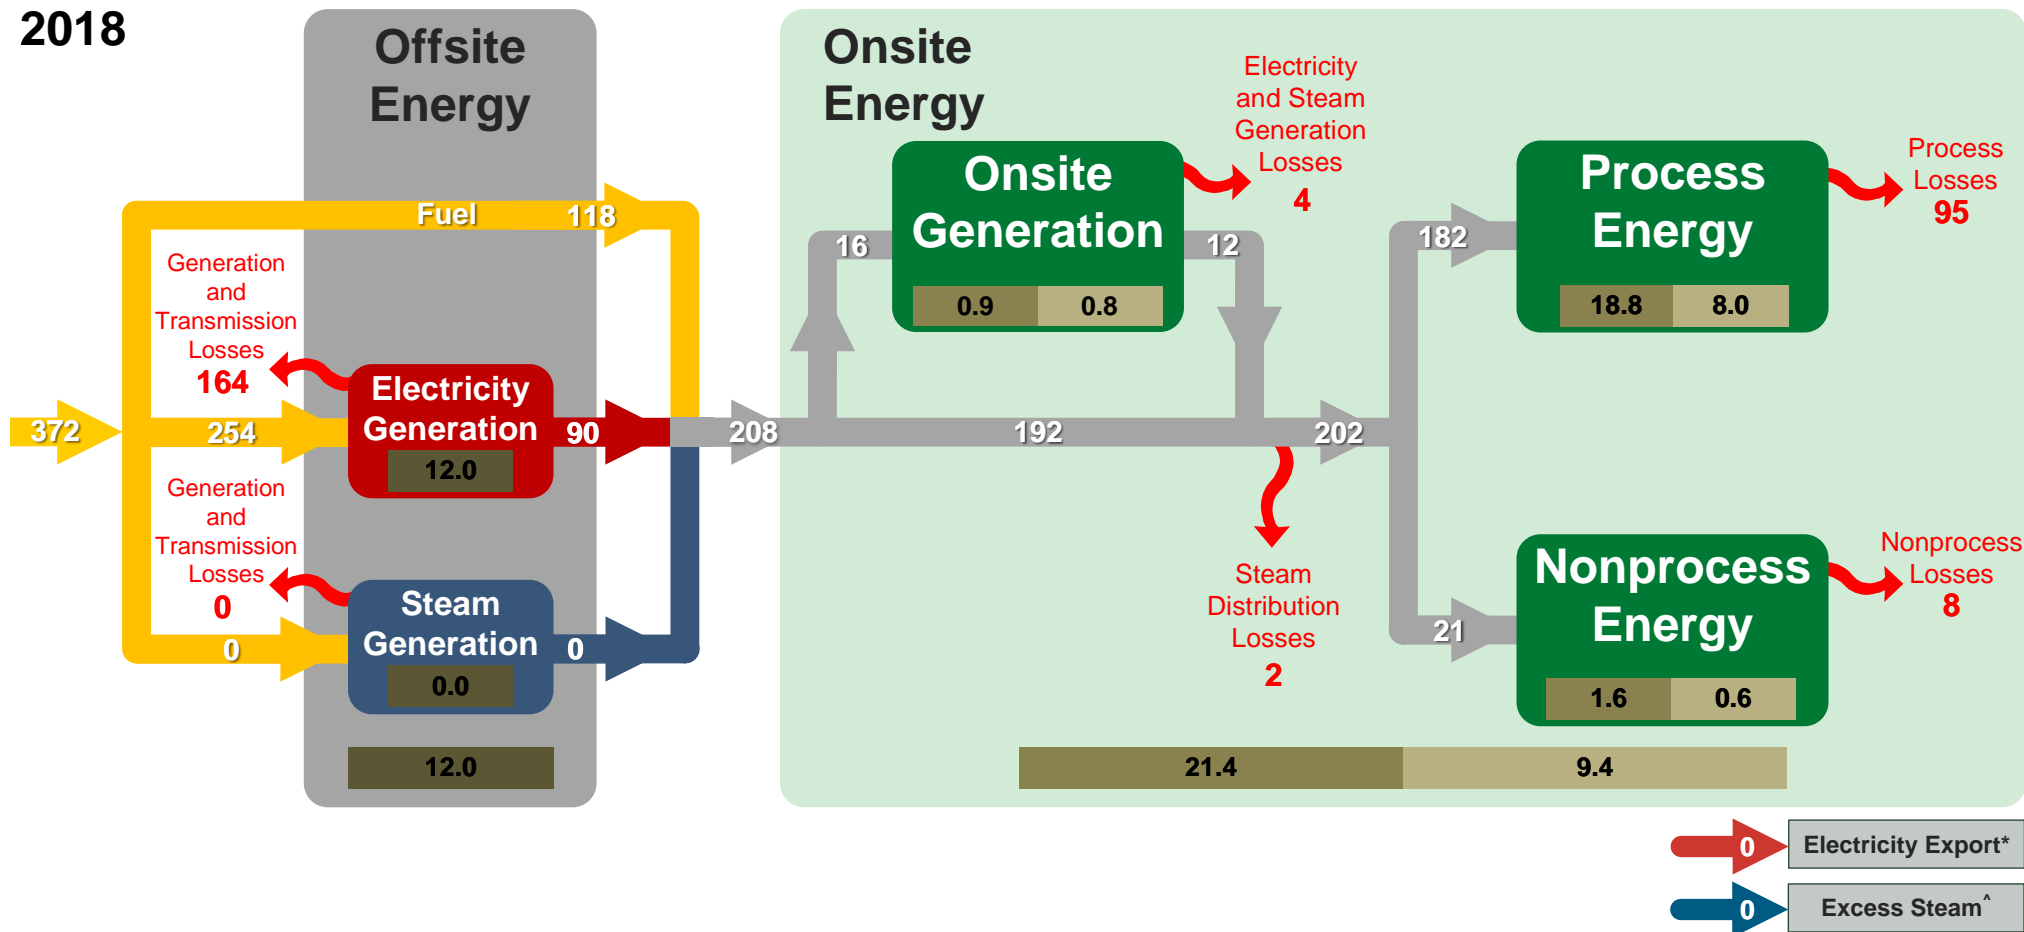 2018
Offsite
Energy
Onsite
Energy
Electricity
and Steam
Generation
Losses
4
Onsite
Generation
0.9
0.8
16
12
Process
Energy
18.8
8.0
182
Process
Losses
95
Fuel
118
Generation
and
Transmission
Losses
164
372
254
Electricity
Generation
12.0
90
208
192
202
Generation
and
Transmission
Losses
0
0
Steam
Generation
0.0
0
12.0
Steam
Distribution
Losses
2
21
Nonprocess
Energy
1.6
0.6
Nonprocess
Losses
8
21.4
9.4
0
Electricity Export*
0
Excess Steam^